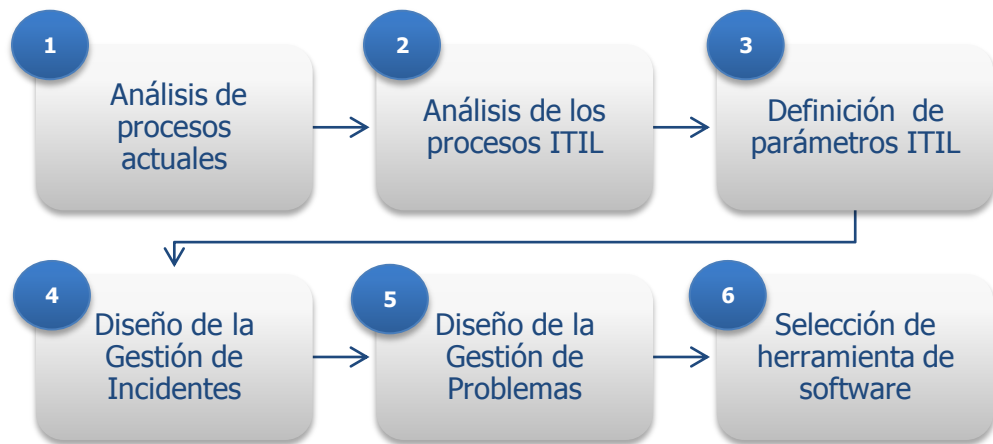 1
Análisis de
procesos
actuales
2
Análisis de los
procesos ITIL
3
Definición de
parámetros ITIL
4
Diseño de la
Gestión de
Incidentes
5
Diseño de la
Gestión de
Problemas
6
Selección de
herramienta de
software